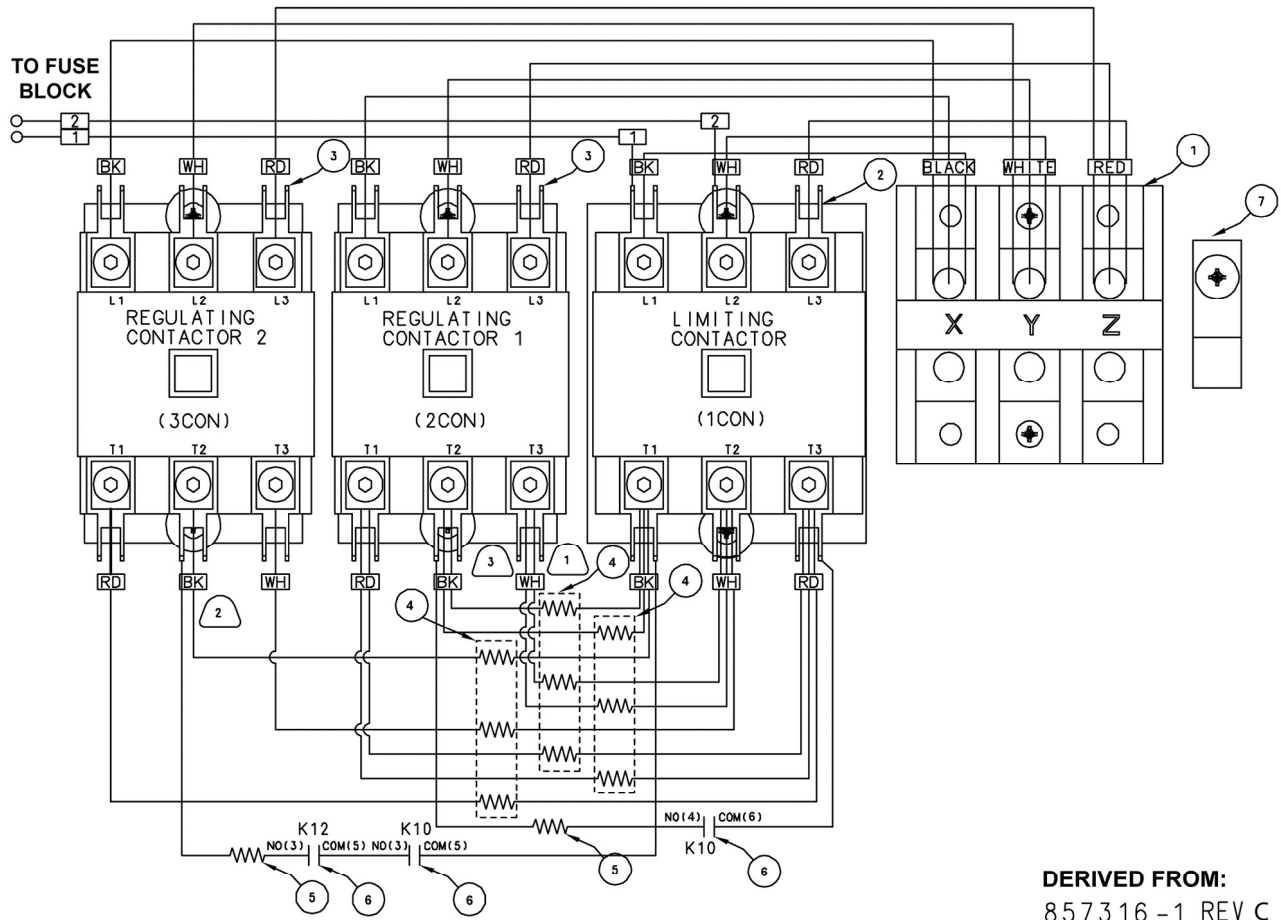 TO FUSE
BLOCK
2
1
1
2
BK
WH
RD
3
BK
WH
RD
3
BK
WH
RD
2
BLACK
WHITE
RED
1
7
L1
L2
L3
REGULATING
CONTACTOR 2
(3CON)
T1
T2
T3
L1
L2
L3
REGULATING
CONTACTOR 1
(2CON)
T1
T2
T3
L1
L2
L3
LIMITING
CONTACTOR
(1CON)
T1
T2
T3
X
Y
Z
RD
BK
WH
RD
BK
WH
BK
WH
RD
3
1
4
4
4
2
K12
K10
NO(3)
COM(5)
NO(3)
COM(5)
NO(4)
COM(6)
K10
5
6
6
5
6
DERIVED FROM:
857316-1 REV C